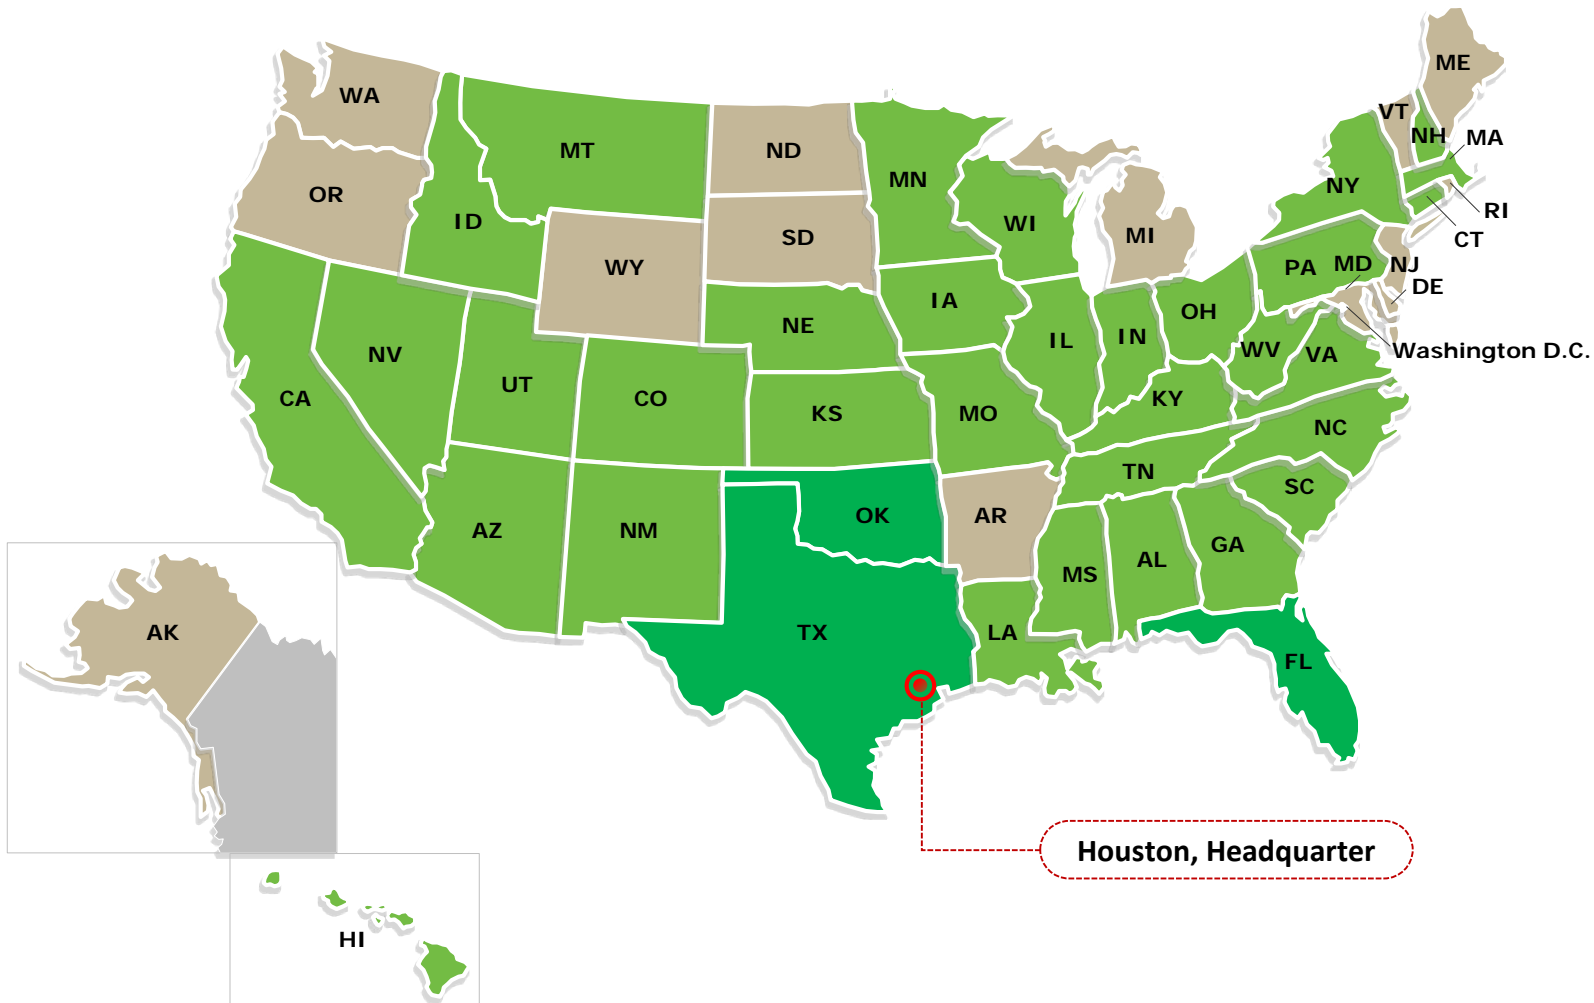 ME
WA
VT
NH
MA
MT
ND
MN
OR
NY
RI
ID
WI
CT
SD
MI
WY
PA
MD
NJ
DE
IA
NE
OH
IL
IN
NV
WV
VA
Washington D.C.
UT
CA
CO
KS
MO
KY
NC
TN
SC
OK
AR
AZ
NM
GA
AL
MS
AK
TX
LA
FL
Houston, Headquarter
HI